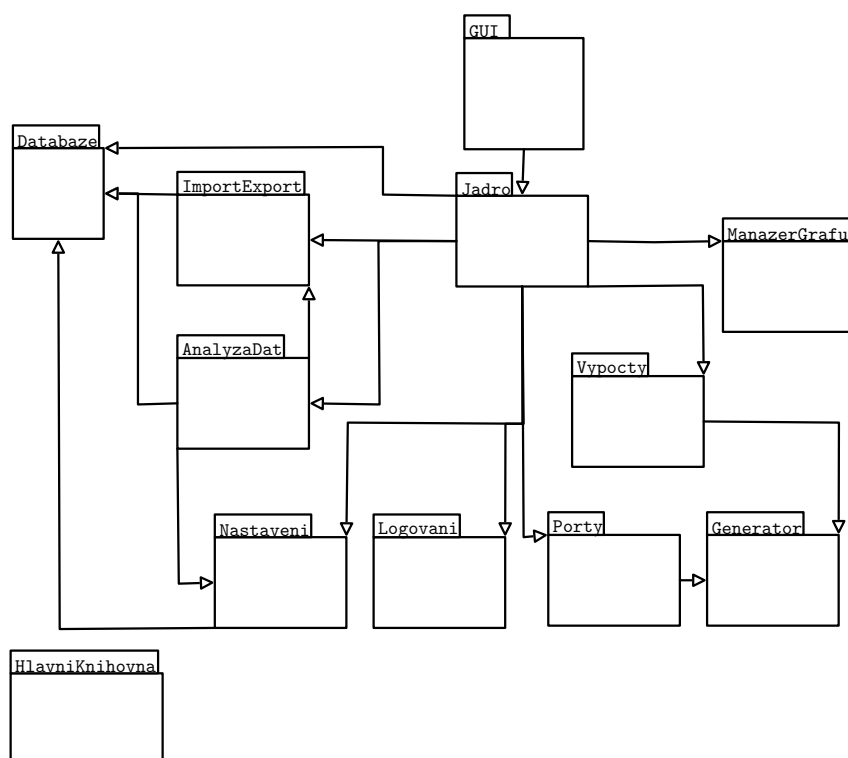 GUI
Databaze
ImportExport
Jadro
ManazerGrafu
AnalyzaDat
Vypocty
Nastaveni
Logovani
Porty
Generator
HlavniKnihovna